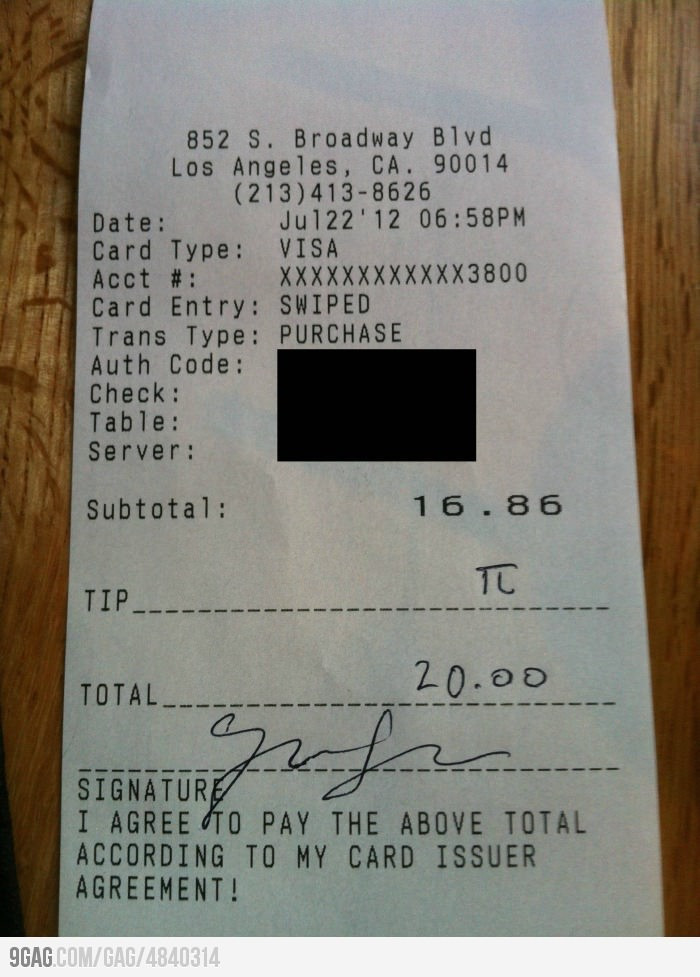 852 S. Broadway Blvd
Los Angeles, CA. 90014
(213)413-8626
Date: Jul22'12 06:58PM
Card Type: VISA
Acct #: XXXXXXXXXXXX3800
Card Entry: SWIPED
Trans Type: PURCHASE
Auth Code:
Check:
Table:
Server:
Subtotal: 16.86
TIP π
TOTAL 20.00
SIGNATURE
I AGREE TO PAY THE ABOVE TOTAL
ACCORDING TO MY CARD ISSUER
AGREEMENT!
9GAG.COM/GAG/4840314